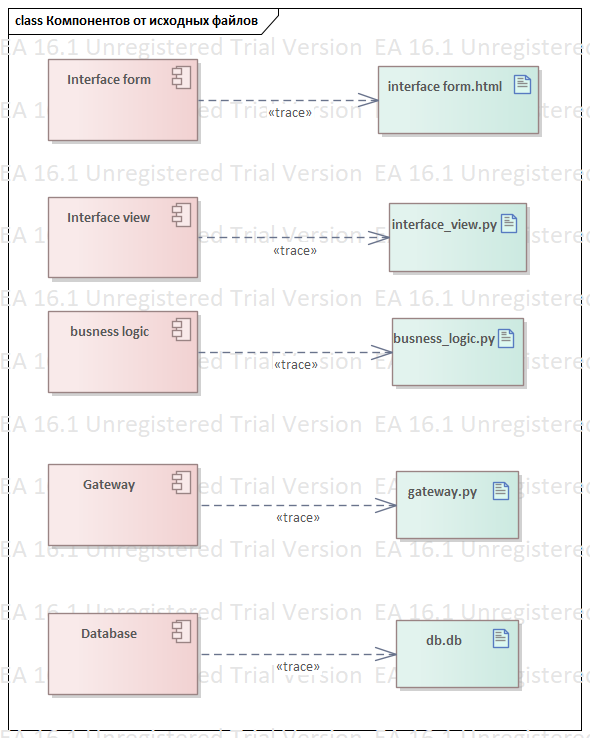 class Компонентов от исходных файлов
EA 16.1 Unregistered Trial Version EA 16.1 Unregistered
Interface form
interface form.html
«trace»
EA 16.1 Unregistered Trial Version EA 16.1 Unregistered
Interface view
interface_view.py
«trace»
EA 16.1 Unregistered Trial Version EA 16.1 Unregistered
busness logic
busness_logic.py
«trace»
EA 16.1 Unregistered Trial Version EA 16.1 Unregistered
Gateway
gateway.py
«trace»
EA 16.1 Unregistered Trial Version EA 16.1 Unregistered
EA 16.1 Unregistered Trial Version EA 16.1 Unregistered
Database
db.db
«trace»